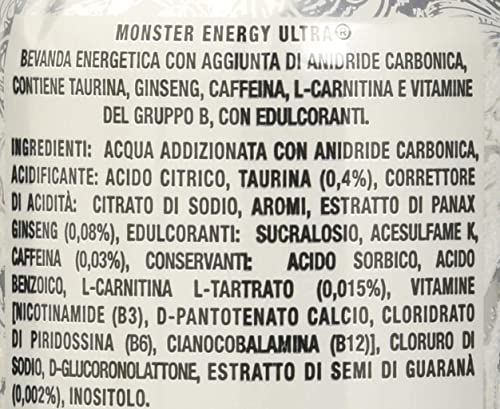 MONSTER ENERGY ULTRA®
BEVANDA ENERGETICA CON AGGIUNTA DI ANIDRIDE CARBONICA,
CONTIENE TAURINA, GINSENG, CAFFEINA, L-CARNITINA E VITAMINE
DEL GRUPPO B, CON EDULCORANTI.
INGREDIENTI: ACQUA ADDIZIONATA CON ANIDRIDE CARBONICA,
ACIDIFICANTE: ACIDO CITRICO, TAURINA (0,4%), CORRETTORE
DI ACIDITÀ: CITRATO DI SODIO, AROMI, ESTRATTO DI PANAX
GINSENG (0,08%), EDULCORANTI: SUCRALOSIO, ACESULFAME K,
CAFFEINA (0,03%), CONSERVANTI: ACIDO SORBICO, ACIDO
BENZOICO, L-CARNITINA L-TARTRATO (0,015%), VITAMINE
[NICOTINAMIDE (B3), D-PANTOTENATO CALCIO, CLORIDRATO
DI PIRIDOSSINA (B6), CIANOCOBALAMINA (B12)], CLORURO DI
SODIO, D-GLUCORONOLATTONE, ESTRATTO DI SEMI DI GUARANÀ
(0,002%), INOSITOLO.